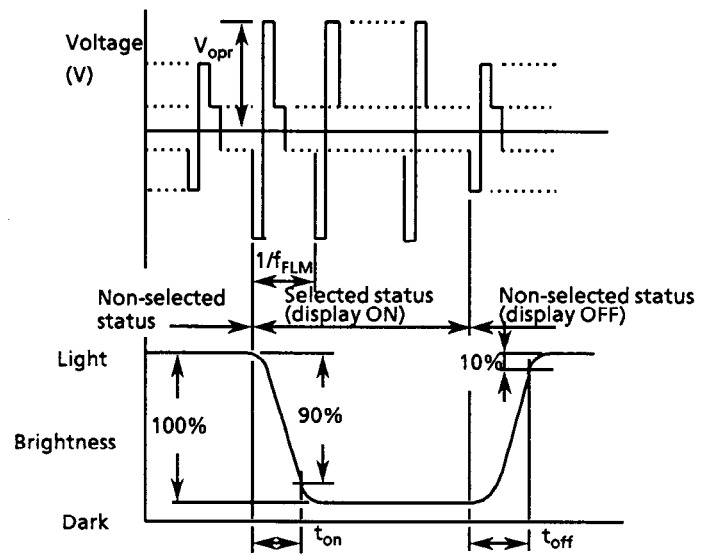 Voltage
(V)
Vopr
1/fFLM
Non-selected
status
Selected status
(display ON)
Non-selected status
(display OFF)
Light
10%
90%
100%
Brightness
Dark
ton
toff